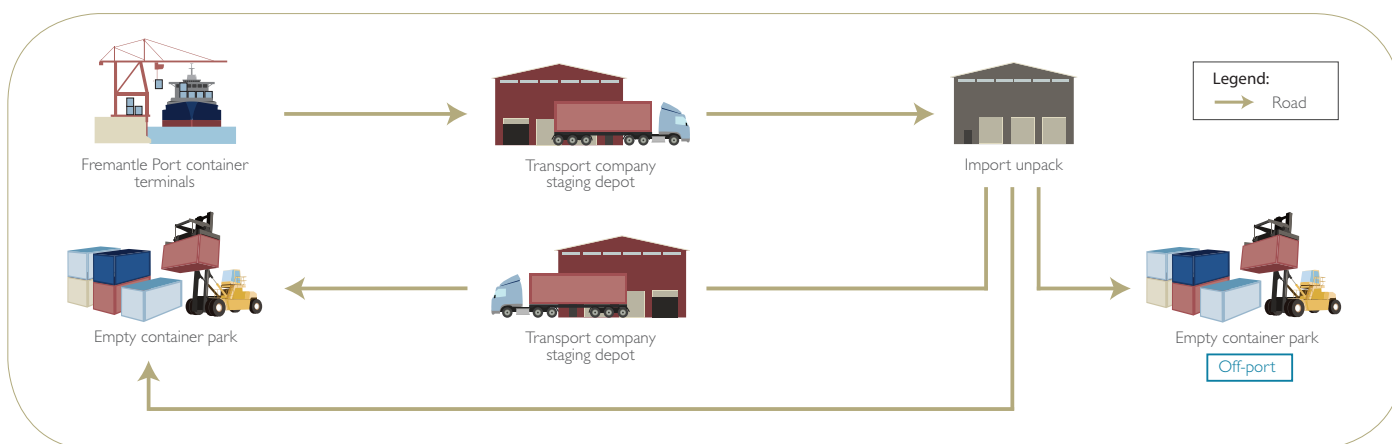 Legend:
Road
Fremantle Port container
terminals
Transport company
staging depot
Import unpack
Empty container park
Transport company
staging depot
Empty container park
Off-port